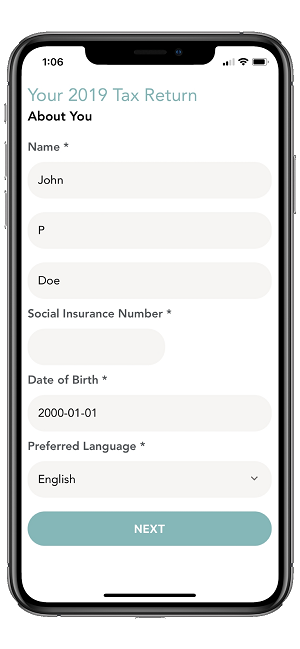 1:06
Your 2019 Tax Return
About You
Name *
John
P
Doe
Social Insurance Number *
Date of Birth *
2000-01-01
Preferred Language *
English
NEXT